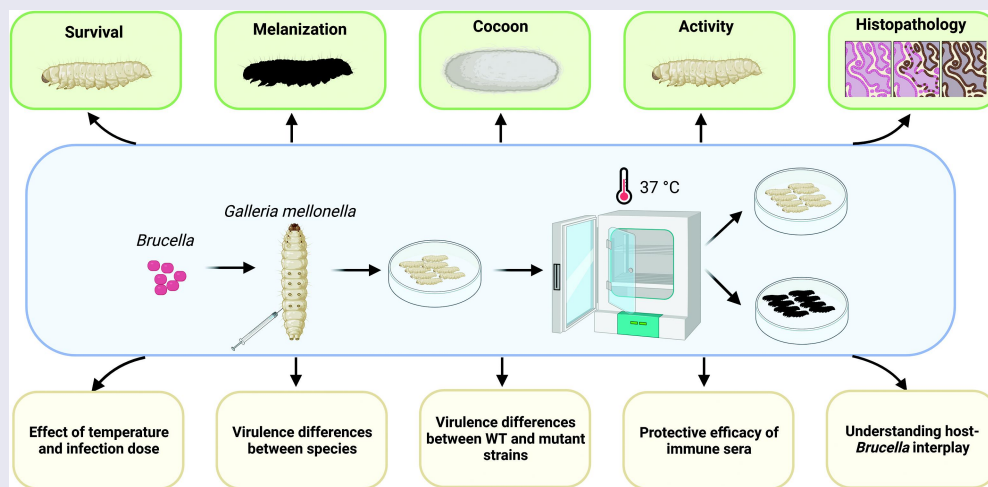 Survival
Melanization
Cocoon
Activity
Histopathology
37 °C
Galleria mellonella
Brucella
Effect of temperature
and infection dose
Virulence differences
between species
Virulence differences
between WT and mutant
strains
Protective efficacy of
immune sera
Understanding host-
Brucella interplay